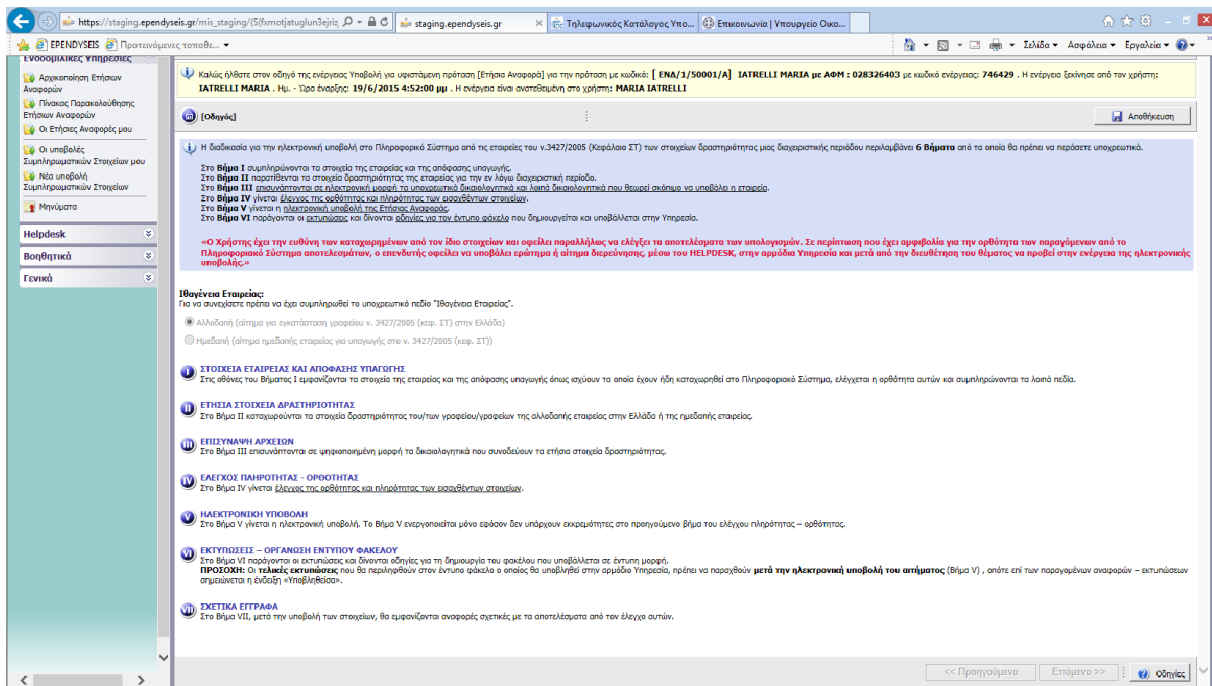 https://staging.ependyseis.gr/mis_staging/(S(fxmotjatuglun3ejriz
staging.ependyseis.gr
Τηλεφωνικός Κατάλογος Υπο...
Επικοινωνία | Υπουργείο Οικο...
EPENDYSEIS
Προτεινόμενες τοποθε...
Σελίδα
Ασφάλεια
Εργαλεία
Ενδοομιλικές Υπηρεσίες
Αρχικοποίηση Ετήσιων
Αναφορών
Πίνακας Παρακολούθησης
Ετήσιων Αναφορών
Οι Ετήσιες Αναφορές μου
Οι υποβολές
Συμπληρωματικών Στοιχείων μου
Νέα υποβολή
Συμπληρωματικών Στοιχείων
Μηνύματα
Helpdesk
Βοηθητικά
Γενικά
Καλώς ήλθατε στον οδηγό της ενέργειας Υποβολή για υφιστάμενη πρόταση [Ετήσια Αναφορά] για την πρόταση με κωδικό: [ ΕΝΔ/1/50001/Α] IATRELLI MARIA με ΑΦΜ : 028326403 με κωδικό ενέργειας: 746429 . Η ενέργεια ξεκίνησε από τον χρήστη:
IATRELLI MARIA . Ημ. - Ώρα έναρξης: 19/6/2015 4:52:00 μμ . Η ενέργεια είναι ανατεθειμένη στο χρήστη: MARIA IATRELLI
[Οδηγός]
Αποθήκευση
Η διαδικασία για την ηλεκτρονική υποβολή στο Πληροφορικό Σύστημα από τις εταιρείες του ν.3427/2005 (Κεφάλαιο ΣΤ) των στοιχείων δραστηριότητας μιας διαχειριστικής περιόδου περιλαμβάνει 6 Βήματα από τα οποία θα πρέπει να περάσετε υποχρεωτικά.
Στο Βήμα I συμπληρώνονται τα στοιχεία της εταιρείας και της απόφασης υπαγωγής.
Στο Βήμα II παρατίθενται τα στοιχεία δραστηριότητας της εταιρείας για την εν λόγω διαχειριστική περίοδο.
Στο Βήμα III επισυνάπτονται σε ηλεκτρονική μορφή τα υποχρεωτικά δικαιολογητικά και λοιπά δικαιολογητικά που θεωρεί σκόπιμο να υποβάλει η εταιρεία.
Στο Βήμα IV γίνεται έλεγχος της ορθότητας και πληρότητας των εισαχθέντων στοιχείων.
Στο Βήμα V γίνεται η ηλεκτρονική υποβολή της Ετήσιας Αναφοράς.
Στο Βήμα VI παράγονται οι εκτυπώσεις και δίνονται οδηγίες για τον έντυπο φάκελο που δημιουργείται και υποβάλλεται στην Υπηρεσία.
«Ο Χρήστης έχει την ευθύνη των καταχωρημένων από τον ίδιο στοιχείων και οφείλει παραλλήλως να ελέγξει τα αποτελέσματα των υπολογισμών. Σε περίπτωση που έχει αμφιβολία για την ορθότητα των παραγόμενων από το
Πληροφοριακό Σύστημα αποτελεσμάτων, ο επενδυτής οφείλει να υποβάλει ερώτημα ή αίτημα διερεύνησης, μέσω του HELPDESK, στην αρμόδια Υπηρεσία και μετά από την διευθέτηση του θέματος να προβεί στην ενέργεια της ηλεκτρονικής
υποβολής.»
Ιθαγένεια Εταιρείας:
Για να συνεχίσετε πρέπει να έχει συμπληρωθεί το υποχρεωτικό πεδίο "Ιθαγένεια Εταιρείας".
Αλλοδαπή (αίτημα για εγκατάσταση γραφείου ν. 3427/2005 (κεφ. ΣΤ) στην Ελλάδα)
Ημεδαπή (αίτημα ημεδαπής εταιρείας για υπαγωγής στο ν. 3427/2005 (κεφ. ΣΤ))
I ΣΤΟΙΧΕΙΑ ΕΤΑΙΡΕΙΑΣ ΚΑΙ ΑΠΟΦΑΣΗΣ ΥΠΑΓΩΓΗΣ
Στις οθόνες του Βήματος I εμφανίζονται τα στοιχεία της εταιρείας και της απόφασης υπαγωγής όπως ισχύουν τα οποία έχουν ήδη καταχωρηθεί στο Πληροφοριακό Σύστημα, ελέγχεται η ορθότητα αυτών και συμπληρώνονται τα λοιπά πεδία.
II ΕΤΗΣΙΑ ΣΤΟΙΧΕΙΑ ΔΡΑΣΤΗΡΙΟΤΗΤΑΣ
Στο Βήμα II καταχωρούνται τα στοιχεία δραστηριότητας του/των γραφείου/γραφείων της αλλοδαπής εταιρείας στην Ελλάδα ή της ημεδαπής εταιρείας.
III ΕΠΙΣΥΝΑΨΗ ΑΡΧΕΙΩΝ
Στο Βήμα III επισυνάπτονται σε ψηφιοποιημένη μορφή τα δικαιολογητικά που συνοδεύουν τα ετήσια στοιχεία δραστηριότητας.
IV ΕΛΕΓΧΟΣ ΠΛΗΡΟΤΗΤΑΣ - ΟΡΘΟΤΗΤΑΣ
Στο Βήμα IV γίνεται έλεγχος της ορθότητας και πληρότητας των εισαχθέντων στοιχείων.
V ΗΛΕΚΤΡΟΝΙΚΗ ΥΠΟΒΟΛΗ
Στο Βήμα V γίνεται η ηλεκτρονική υποβολή. Το Βήμα V ενεργοποιείται μόνο εφόσον δεν υπάρχουν εκκρεμότητες στο προηγούμενο βήμα του ελέγχου πληρότητας – ορθότητας.
VI ΕΚΤΥΠΩΣΕΙΣ – ΟΡΓΑΝΩΣΗ ΕΝΤΥΠΟΥ ΦΑΚΕΛΟΥ
Στο Βήμα VI παράγονται οι εκτυπώσεις και δίνονται οδηγίες για τη δημιουργία του φακέλου που υποβάλλεται σε έντυπη μορφή.
ΠΡΟΣΟΧΗ: Οι τελικές εκτυπώσεις που θα περιληφθούν στον έντυπο φάκελο ο οποίος θα υποβληθεί στην αρμόδιο Υπηρεσία, πρέπει να παραχθούν μετά την ηλεκτρονική υποβολή του αιτήματος (Βήμα V) , οπότε επί των παραγομένων αναφορών – εκτυπώσεων
σημειώνεται η ένδειξη «Υποβληθείσα».
VII ΣΧΕΤΙΚΑ ΕΓΓΡΑΦΑ
Στο Βήμα VII, μετά την υποβολή των στοιχείων, θα εμφανίζονται αναφορές σχετικές με τα αποτελέσματα από τον έλεγχο αυτών.
<< Προηγούμενο
Επόμενο >>
Οδηγίες